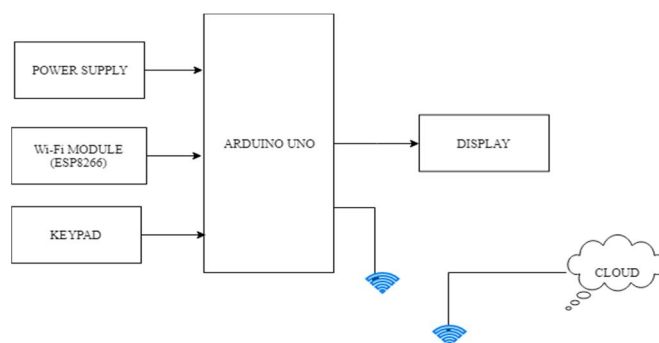 POWER SUPPLY
Wi-Fi MODULE
(ESP8266)
KEYPAD
ARDUINO UNO
DISPLAY
CLOUD